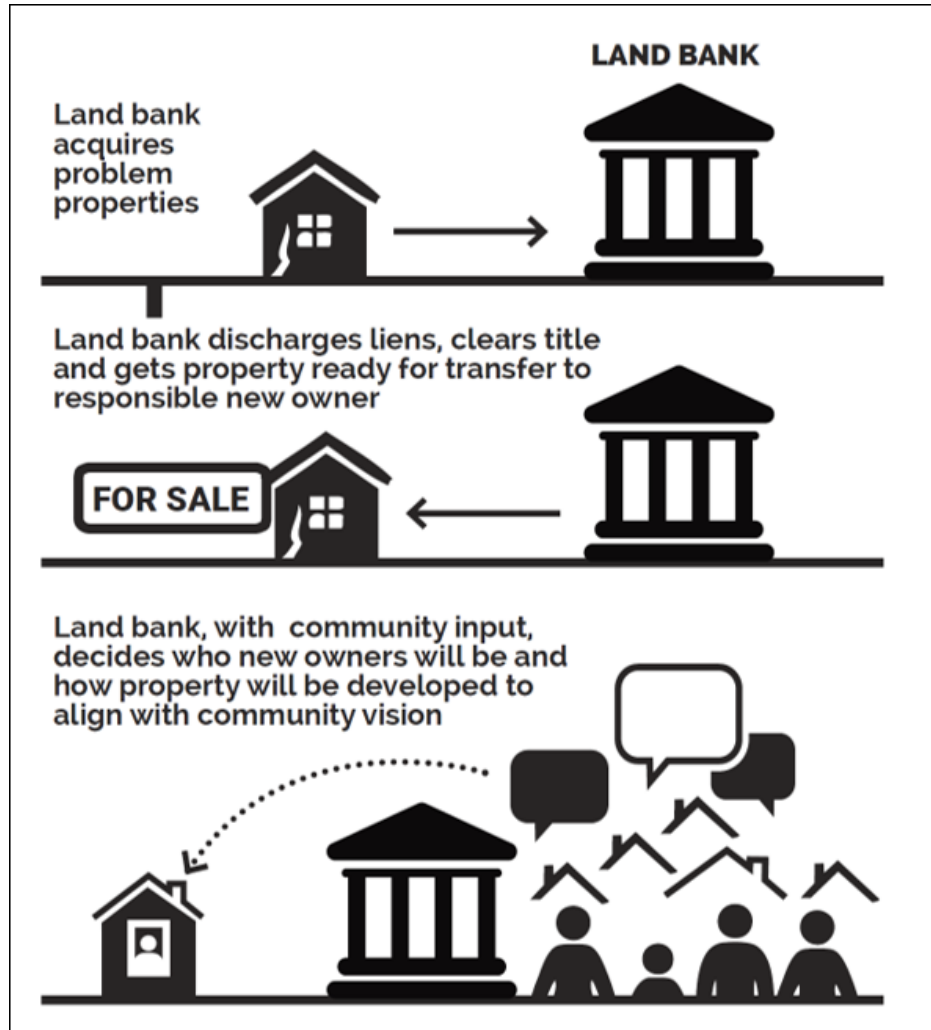 LAND BANK
Land bank
acquires
problem
properties
Land bank discharges liens, clears title
and gets property ready for transfer to
responsible new owner
FOR SALE
Land bank, with  community input,
decides who new owners will be and
how property will be developed to
align with community vision